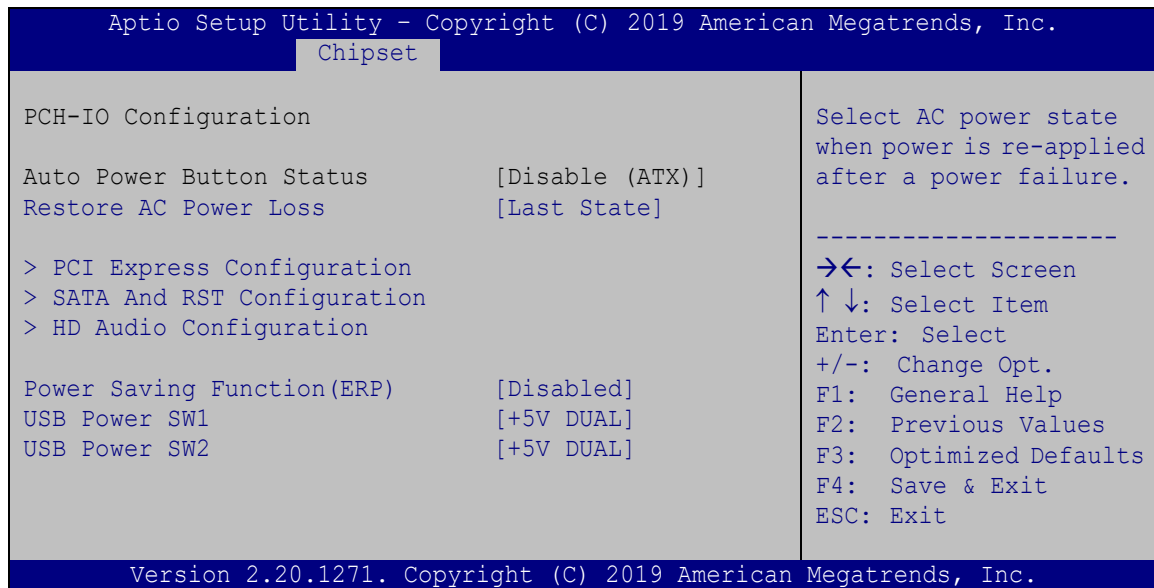 Aptio Setup Utility – Copyright (C) 2019 American Megatrends, Inc.
Chipset
PCH-IO Configuration
Auto Power Button Status [Disable (ATX)]
Restore AC Power Loss [Last State]
> PCI Express Configuration
> SATA And RST Configuration
> HD Audio Configuration
Power Saving Function(ERP) [Disabled]
USB Power SW1 [+5V DUAL]
USB Power SW2 [+5V DUAL]
Select AC power state
when power is re-applied
after a power failure.
---------------------
→←: Select Screen
↑ ↓: Select Item
Enter: Select
+/-: Change Opt.
F1: General Help
F2: Previous Values
F3: Optimized Defaults
F4: Save & Exit
ESC: Exit
Version 2.20.1271. Copyright (C) 2019 American Megatrends, Inc.